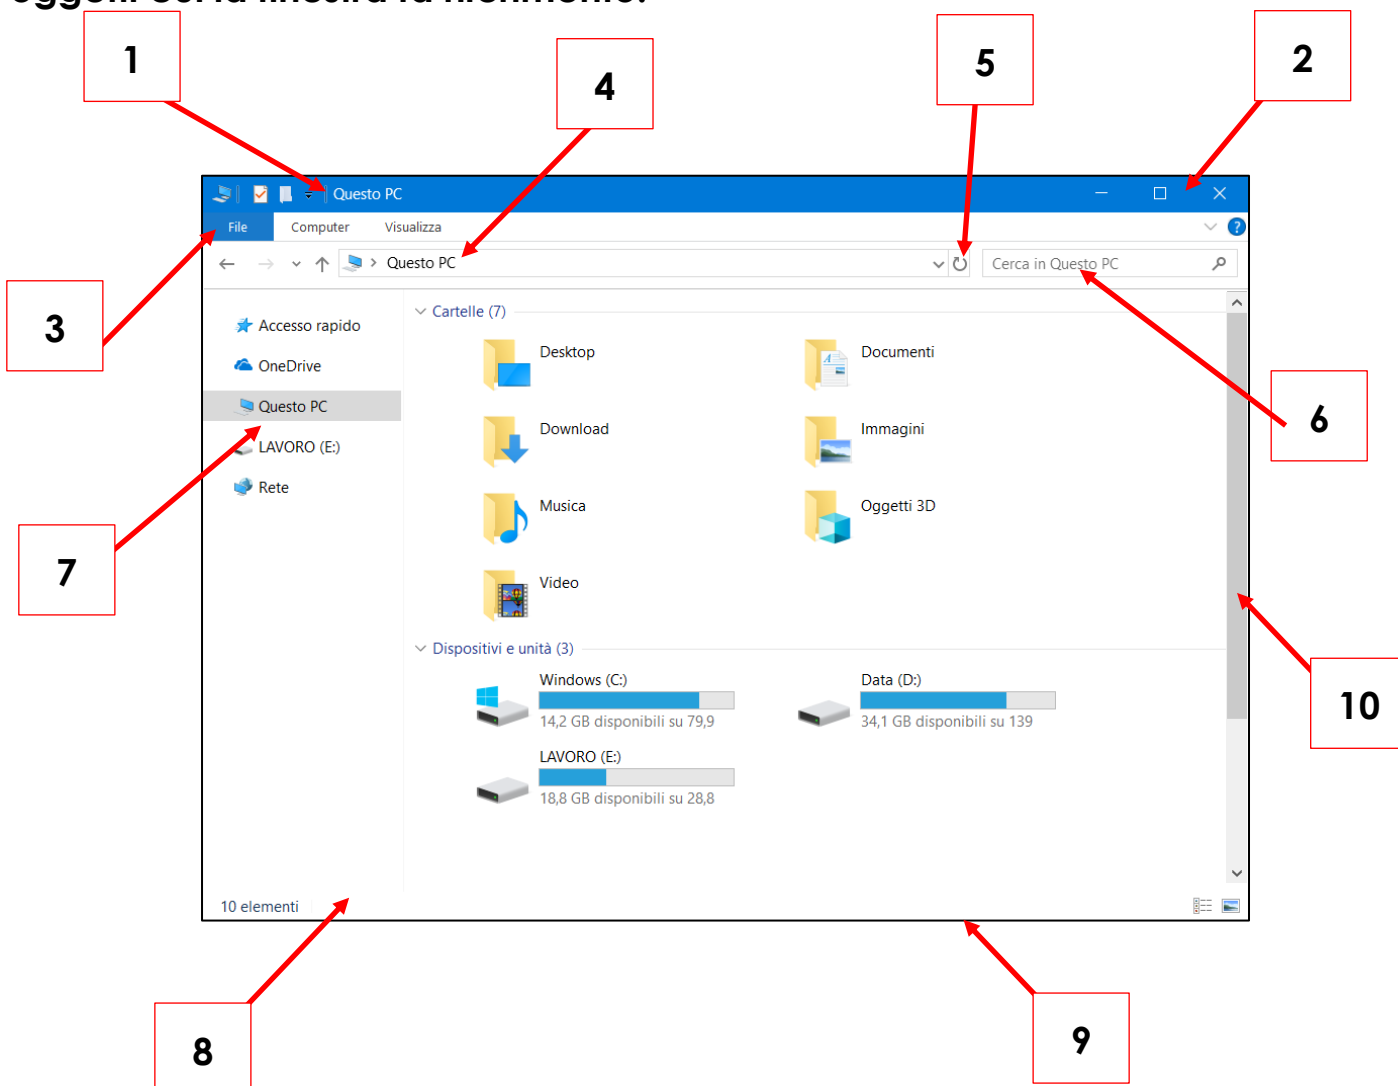 1
4
5
2
Questo PC
File Computer Visualizza
Questo PC
Cerca in Questo PC
3
Accesso rapido
OneDrive
Questo PC
LAVORO (E:)
Rete
Cartelle (7)
Desktop
Documenti
Download
Immagini
Musica
Oggetti 3D
Video
6
7
Dispositivi e unità (3)
Windows (C:)
14,2 GB disponibili su 79,9
Data (D:)
34,1 GB disponibili su 139
LAVORO (E:)
18,8 GB disponibili su 28,8
10
10 elementi
8
9